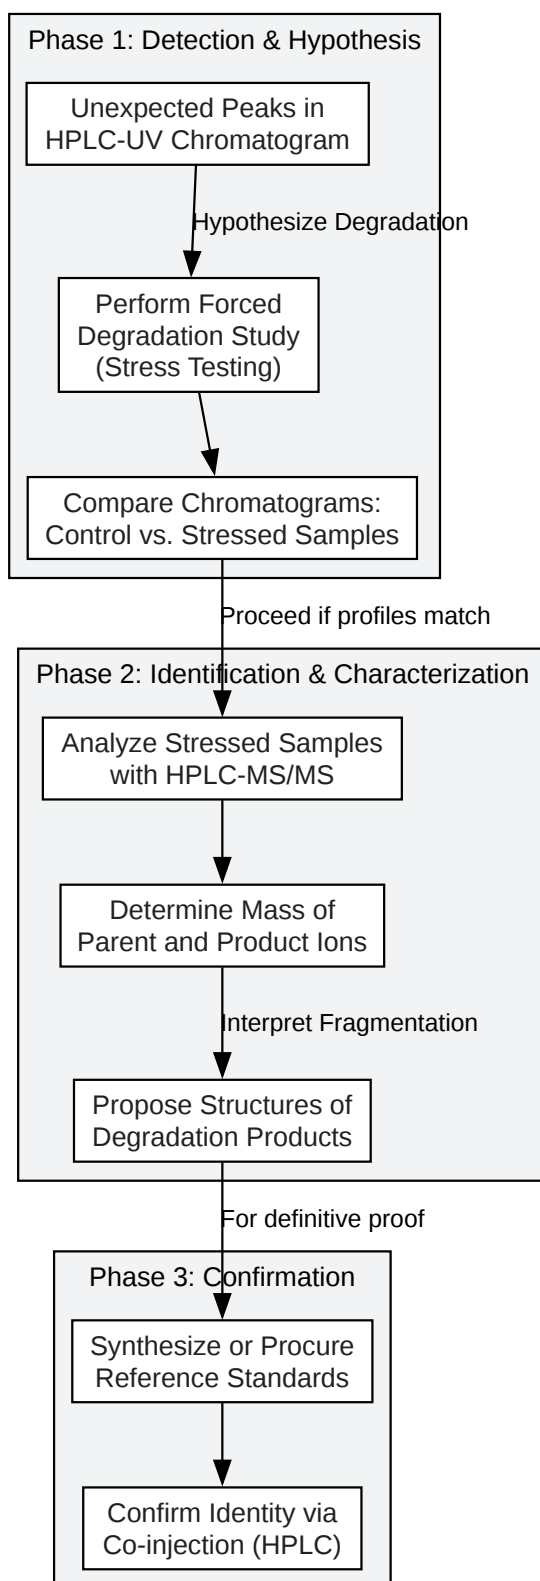 Phase 1: Detection & Hypothesis
Unexpected Peaks in
HPLC-UV Chromatogram
Hypothesize Degradation
Perform Forced
Degradation Study
(Stress Testing)
Compare Chromatograms:
Control vs. Stressed Samples
Proceed if profiles match
Phase 2: Identification & Characterization
Analyze Stressed Samples
with HPLC-MS/MS
Determine Mass of
Parent and Product Ions
Interpret Fragmentation
Propose Structures of
Degradation Products
For definitive proof
Phase 3: Confirmation
Synthesize or Procure
Reference Standards
Confirm Identity via
Co-injection (HPLC)